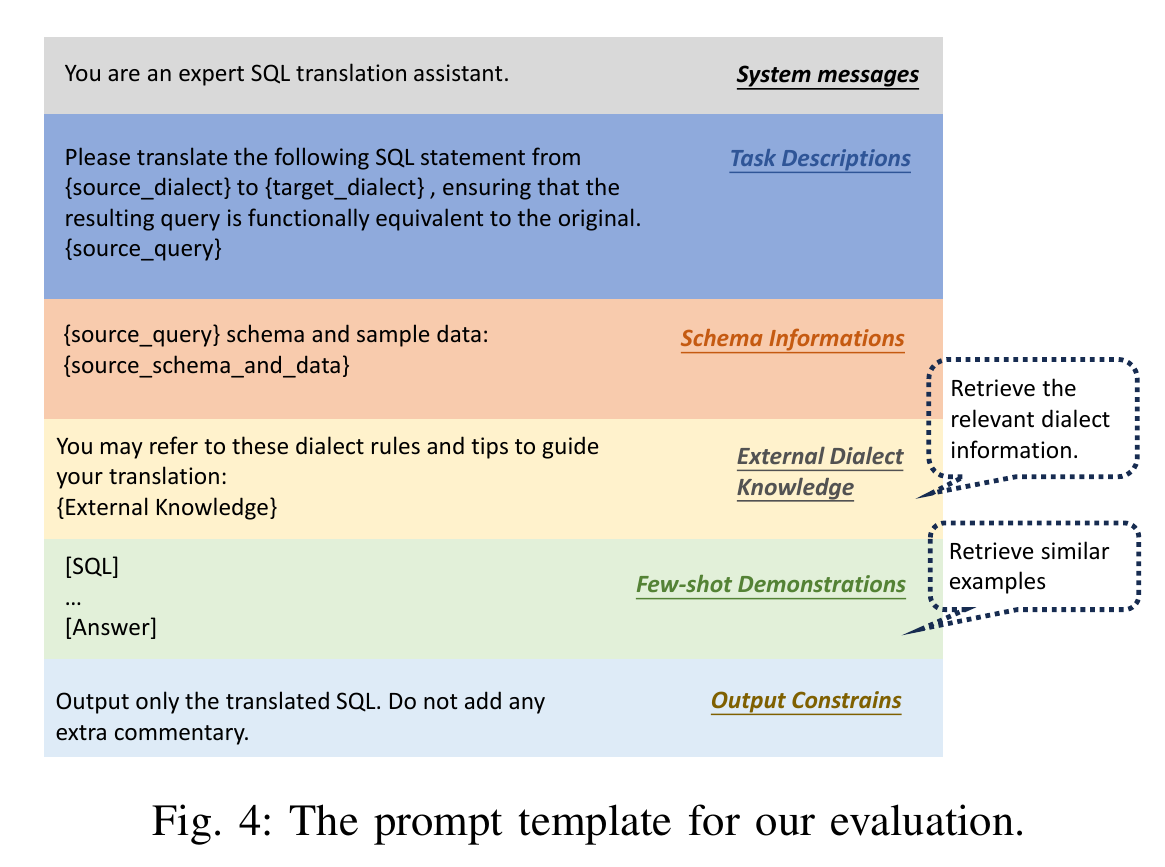 You are an expert SQL translation assistant.
System messages
Please translate the following SQL statement from
{source_dialect} to {target_dialect} , ensuring that the
resulting query is functionally equivalent to the original.
{source_query}
Task Descriptions
{source_query} schema and sample data:
{source_schema_and_data}
Schema Informations
You may refer to these dialect rules and tips to guide
your translation:
{External Knowledge}
External Dialect
Knowledge
Retrieve the
relevant dialect
information.
[SQL]
…
[Answer]
Few-shot Demonstrations
Retrieve similar
examples
Output only the translated SQL. Do not add any
extra commentary.
Output Constrains
Fig. 4: The prompt template for our evaluation.